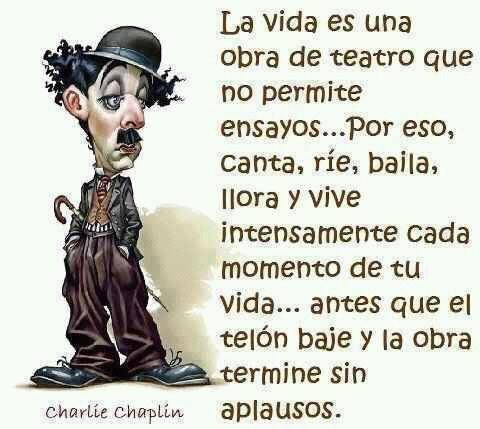 La vida es una
obra de teatro que
no permite
ensayos...Por eso,
canta, ríe, baila,
llora y vive
intensamente cada
momento de tu
vida... antes que el
telón baje y la obra
termine sin
aplausos.
Charlie Chaplin